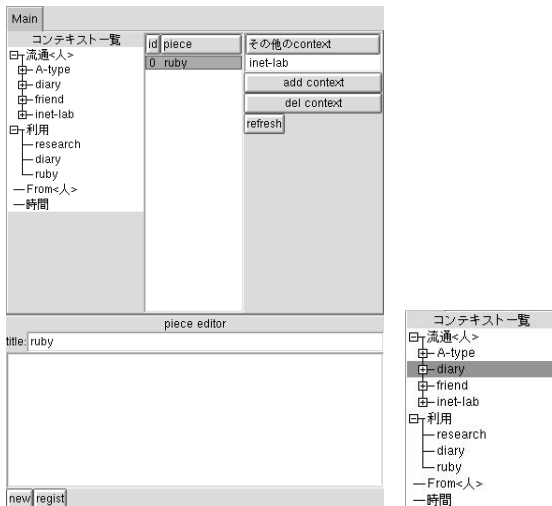 Main
コンテキスト一覧
流通<人>
A-type
diary
friend
inet-lab
利用
research
diary
ruby
From<人>
時間
id piece
0 ruby
その他のcontext
inet-lab
add context
del context
refresh
piece editor
title: ruby
new regist
コンテキスト一覧
流通<人>
A-type
diary
friend
inet-lab
利用
research
diary
ruby
From<人>
時間